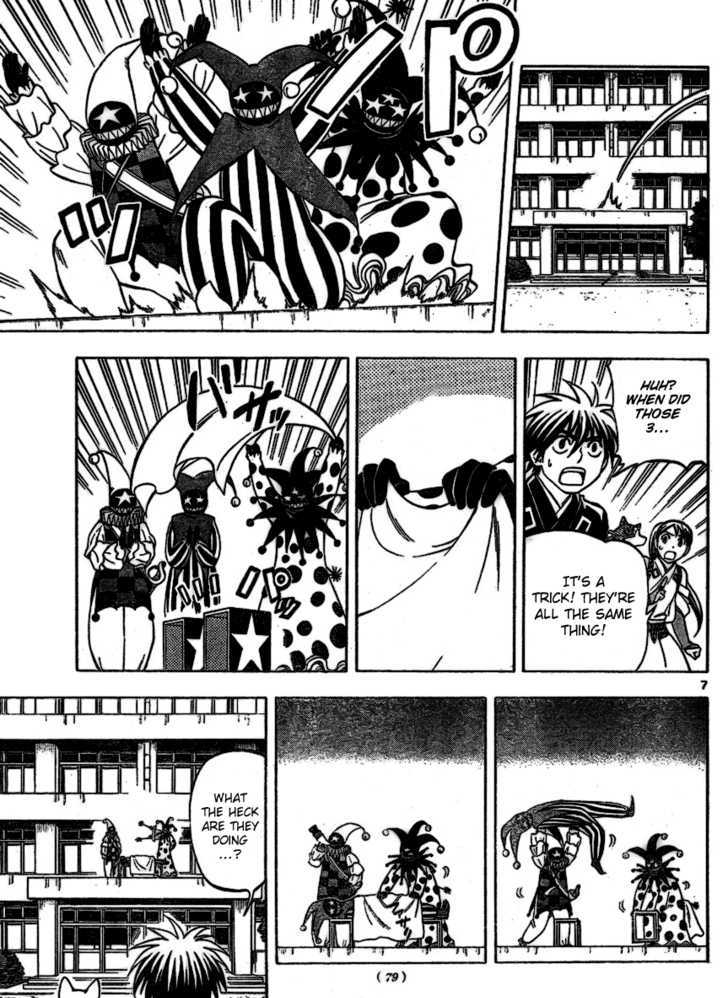 HUH?
WHEN DID
THOSE
3...
IT'S A
TRICK! THEY'RE
ALL THE SAME
THING!
7
WHAT
THE HECK
ARE THEY
DOING
...?
(79)